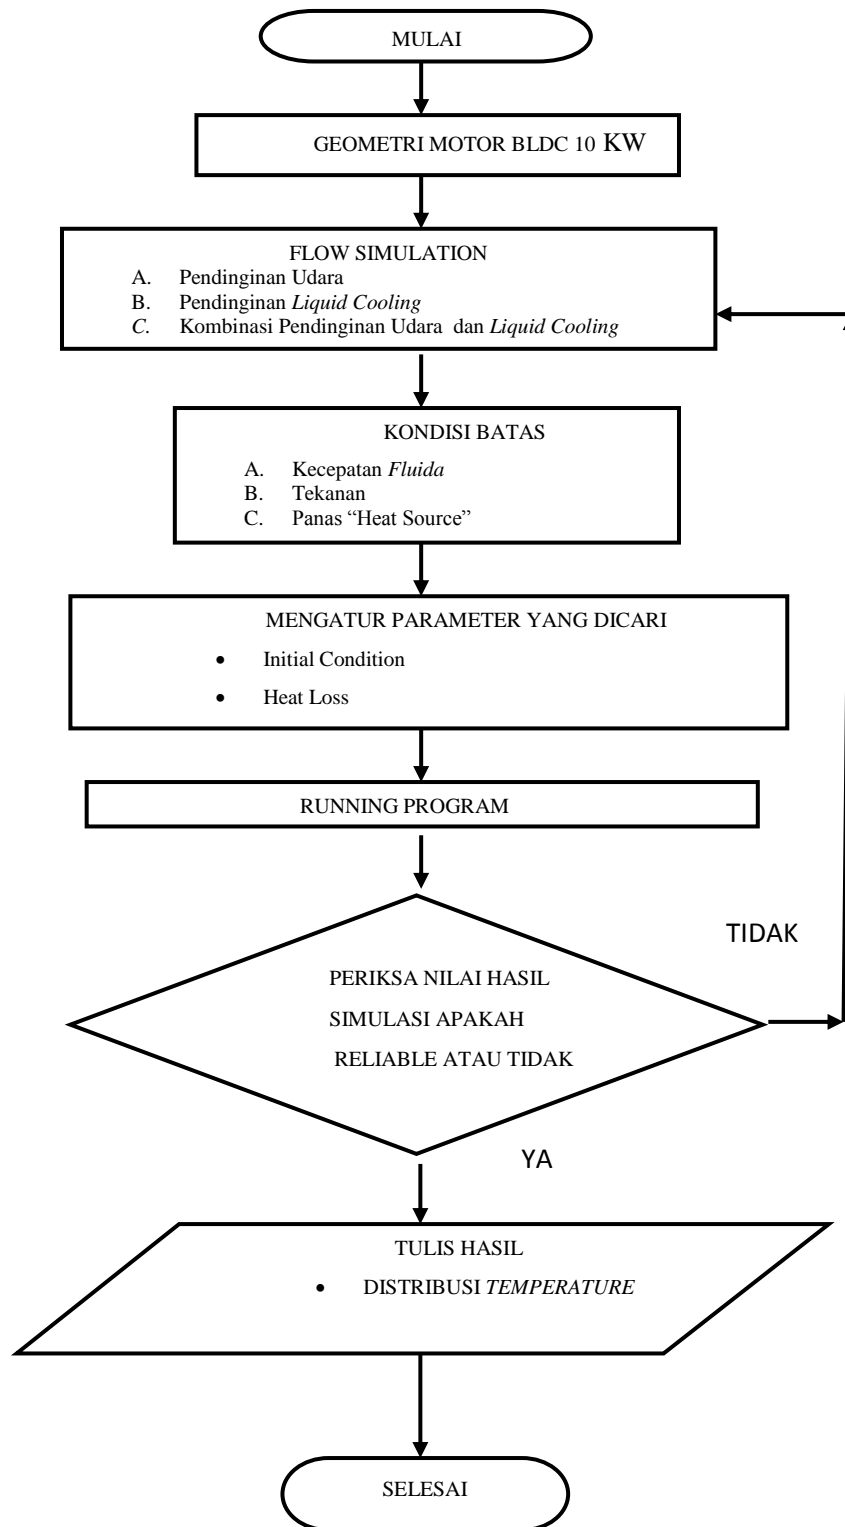 MULAI
GEOMETRI MOTOR BLDC 10 KW
FLOW SIMULATION
A. Pendinginan Udara
B. Pendinginan Liquid Cooling
C. Kombinasi Pendinginan Udara dan Liquid Cooling
KONDISI BATAS
A. Kecepatan Fluida
B. Tekanan
C. Panas “Heat Source”
MENGATUR PARAMETER YANG DICARI
• Initial Condition
• Heat Loss
RUNNING PROGRAM
TIDAK
PERIKSA NILAI HASIL
SIMULASI APAKAH
RELIABLE ATAU TIDAK
YA
TULIS HASIL
• DISTRIBUSI TEMPERATURE
SELESAI